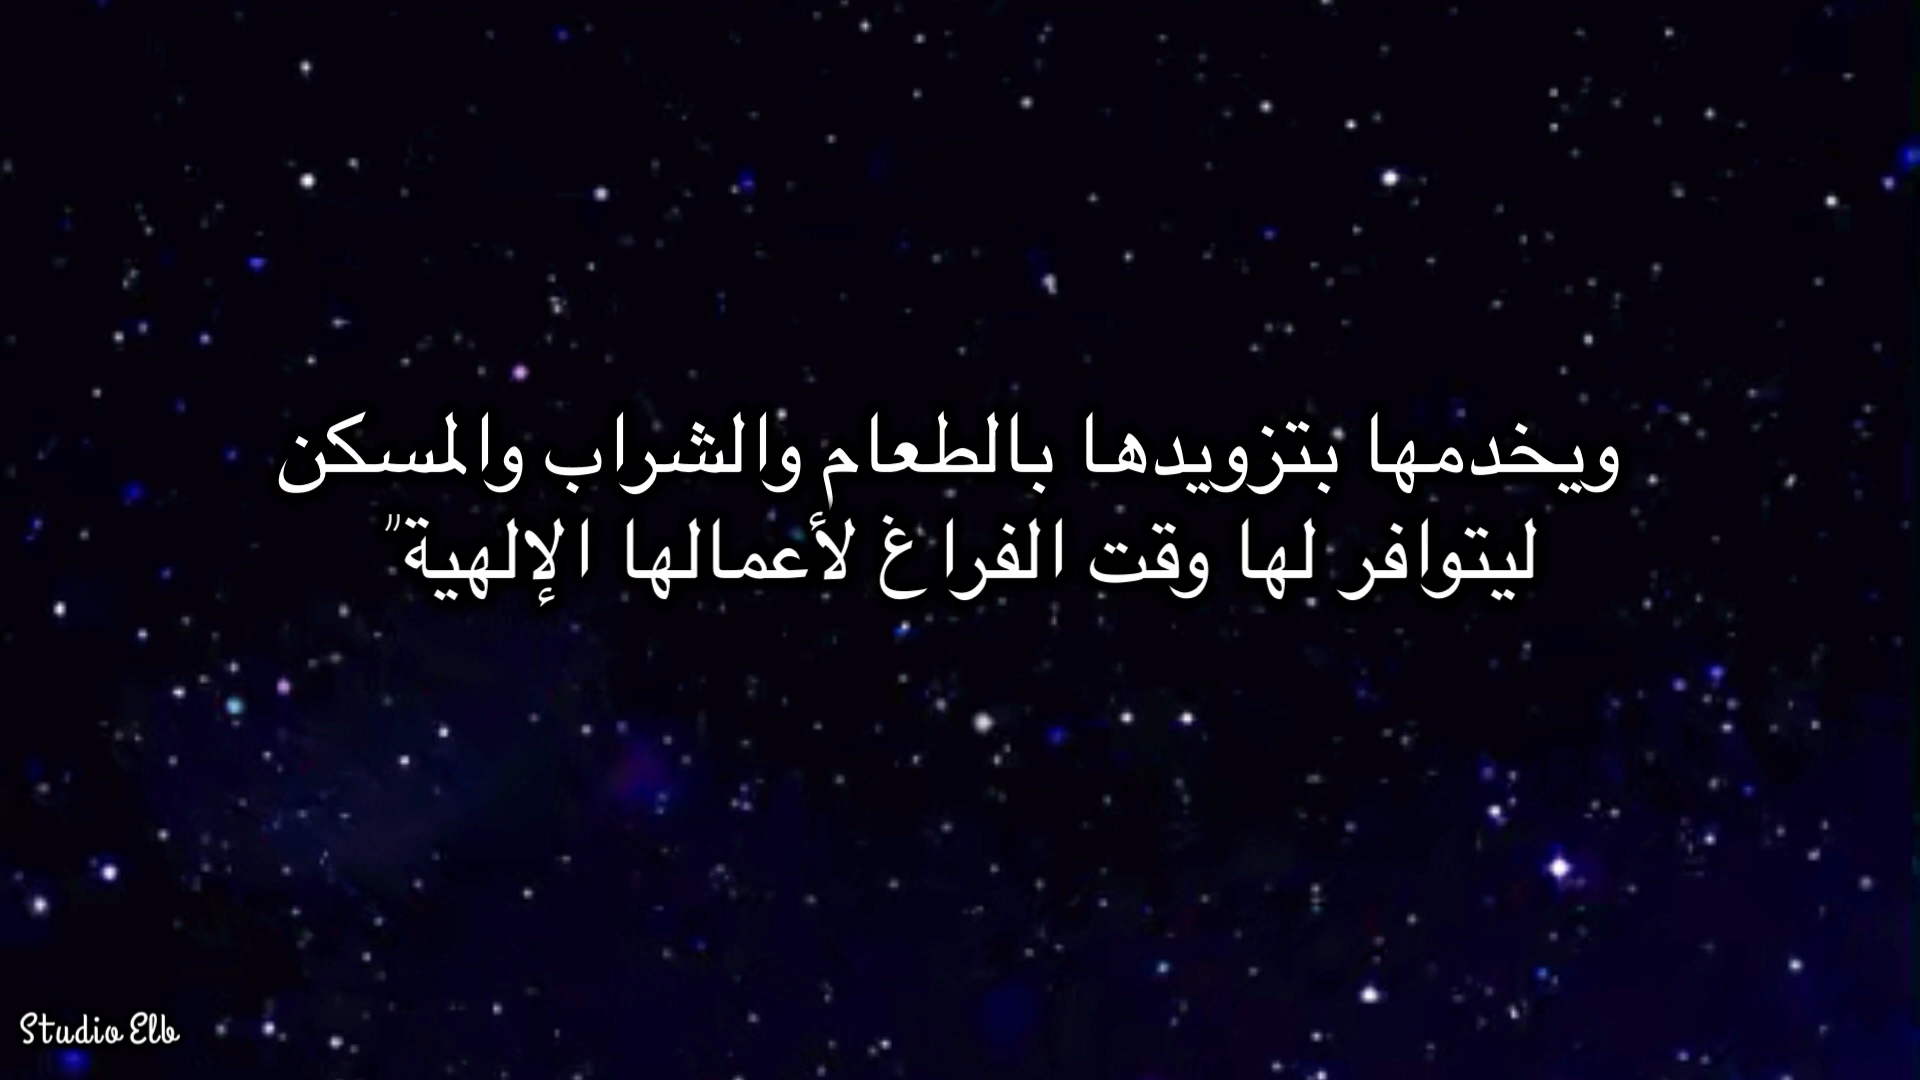 ويخدمها بتزويدها بالطعام والشراب والمسكن
ليتوافر لها وقت الفراغ لأعمالها الإلهية”
Studio Elb